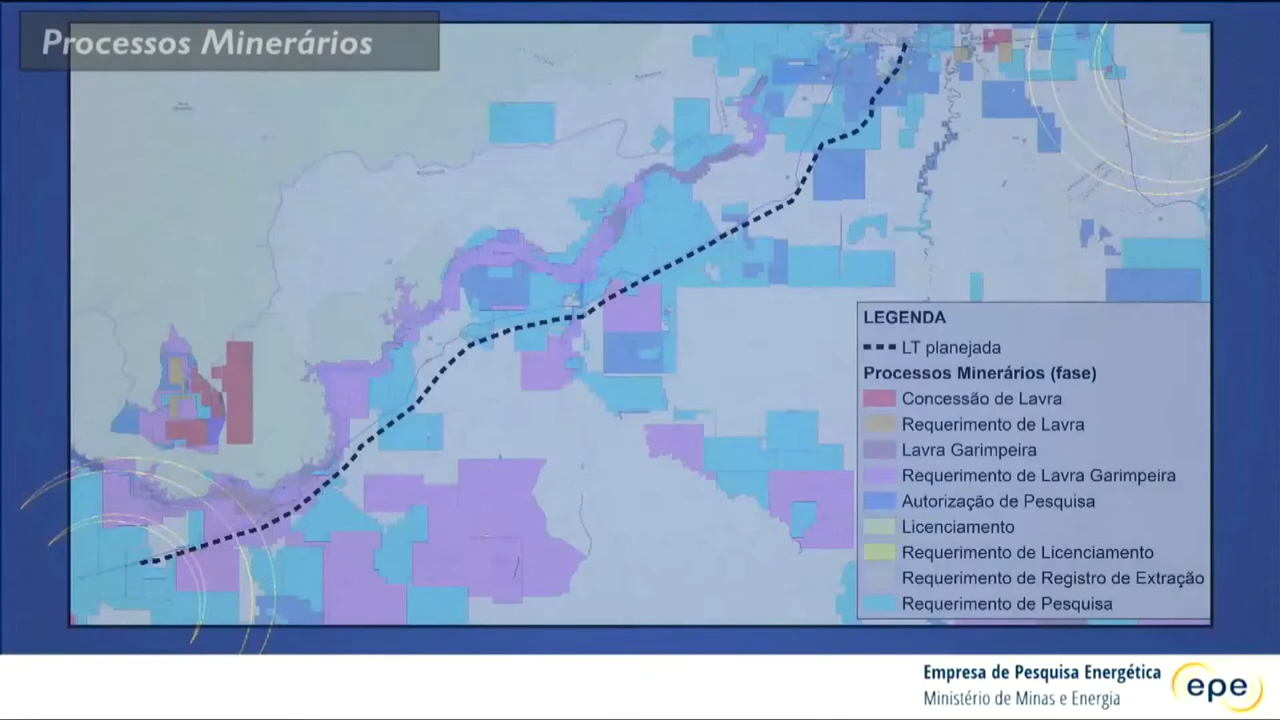 Processos Minerários
LEGENDA
LT planejada
Processos Minerários (fase)
Concessão de Lavra
Requerimento de Lavra
Lavra Garimpeira
Requerimento de Lavra Garimpeira
Autorização de Pesquisa
Licenciamento
Requerimento de Licenciamento
Requerimento de Registro de Extração
Requerimento de Pesquisa
Empresa de Pesquisa Energética
Ministério de Minas e Energia
epe